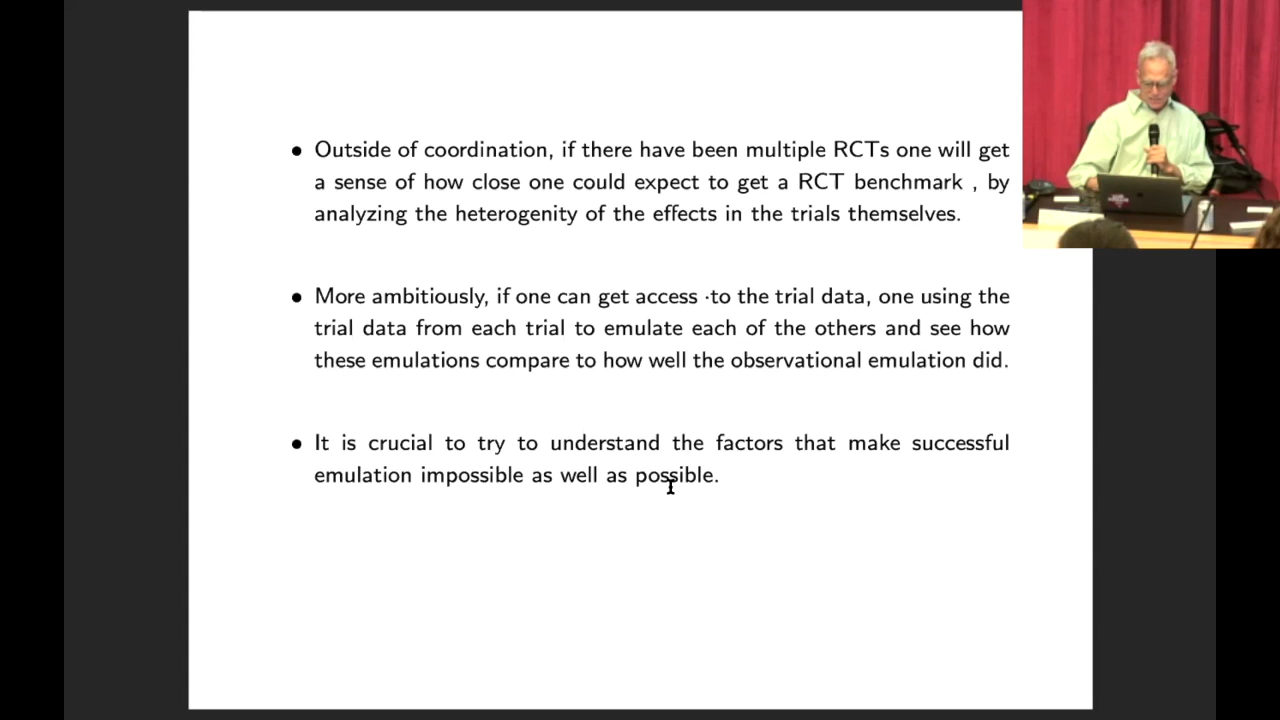 • Outside of coordination, if there have been multiple RCTs one will get
a sense of how close one could expect to get a RCT benchmark , by
analyzing the heterogenity of the effects in the trials themselves.
• More ambitiously, if one can get access ·to the trial data, one using the
trial data from each trial to emulate each of the others and see how
these emulations compare to how well the observational emulation did.
• It is crucial to try to understand the factors that make successful
emulation impossible as well as possible.